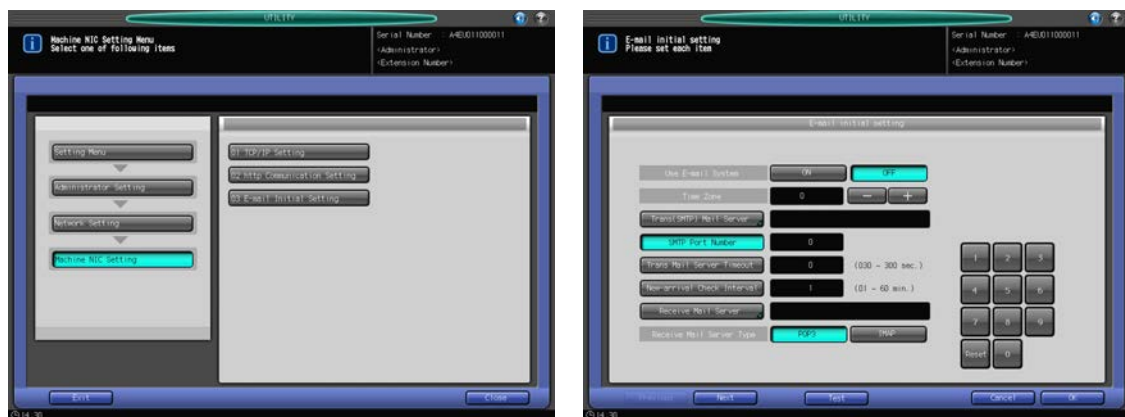 UTILITY
Machine NIC Setting Menu
Select one of following items
Serial Number : A4EU011000011
<Administrator>
<Extension Number>
Setting Menu
Administrator Setting
Network Setting
Machine NIC Setting
01 TCP/IP Setting
02 http Communication Setting
03 E-mail Initial Setting
Exit
Close
14:30
UTILITY
E-mail initial setting
Please set each item
Serial Number : A4EU011000011
<Administrator>
<Extension Number>
E-mail initial setting
Use E-mail System ON OFF
Time Zone 0 - +
Trans(SMTP) Mail Server
SMTP Port Number 0
Trans Mail Server Timeout 0 (030 - 300 sec.)
New-arrival Check Interval 1 (01 - 60 min.)
Receive Mail Server
Receive Mail Server Type POP3 IMAP
1 2 3
4 5 6
7 8 9
Reset 0
Previous Next Test Cancel OK
14:30